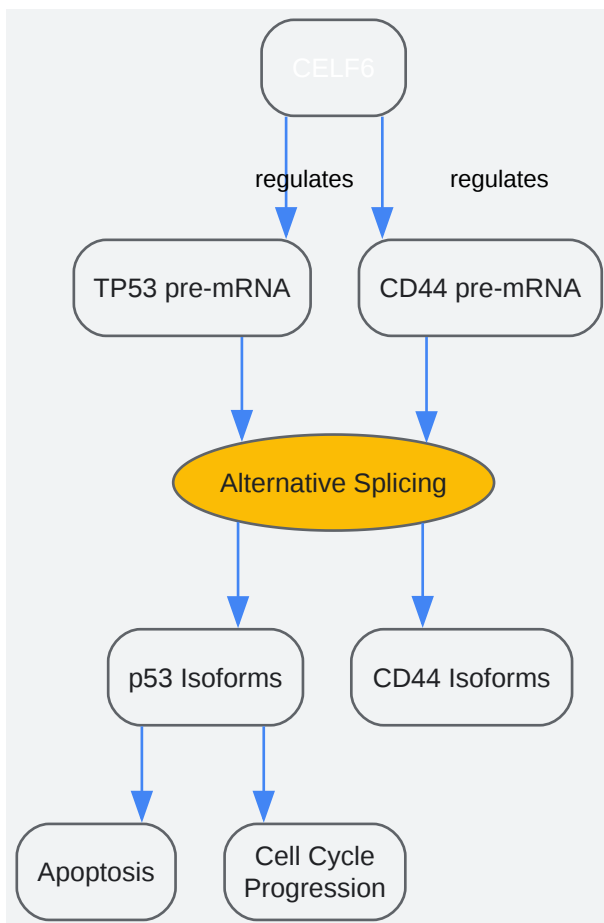 CELF6
regulates
regulates
TP53 pre-mRNA
CD44 pre-mRNA
Alternative Splicing
p53 Isoforms
CD44 Isoforms
Apoptosis
Cell Cycle
Progression